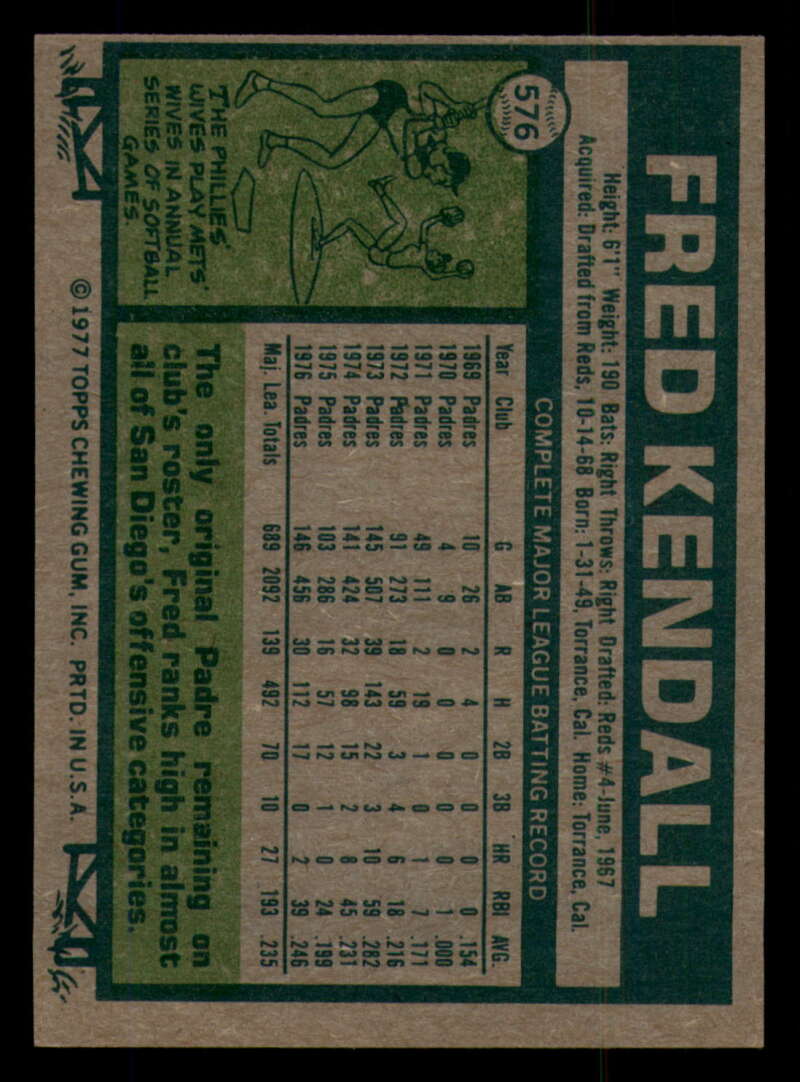 576
FRED KENDALL
Height: 6'1" Weight: 190 Bats: Right Throws: Right Drafted: Reds #4-June, 1967
Acquired: Drafted from Reds, 10-14-68 Born: 1-31-49, Torrance, Cal. Home: Torrance, Cal.
COMPLETE MAJOR LEAGUE BATTING RECORD
Year Club G AB R H 2B 3B HR RBI AVG.
1969 Padres 10 26 2 4 0 0 0 0 .154
1970 Padres 4 9 0 0 0 0 0 1 .000
1971 Padres 49 111 2 19 1 0 1 7 .171
1972 Padres 91 273 18 59 3 4 6 18 .216
1973 Padres 145 507 39 143 22 3 10 59 .282
1974 Padres 141 424 32 98 15 2 8 45 .231
1975 Padres 103 286 16 57 12 1 0 24 .199
1976 Padres 146 456 30 112 17 0 2 39 .246
Maj. Lea. Totals 689 2092 139 492 70 10 27 193 .235
THE PHILLIES'
WIVES PLAY METS'
WIVES IN ANNUAL
SERIES OF SOFTBALL
GAMES.
The only original Padre remaining on
club's roster, Fred ranks high in almost
all of San Diego's offensive categories.
© 1977 TOPPS CHEWING GUM, INC. PRTD. IN U.S.A.